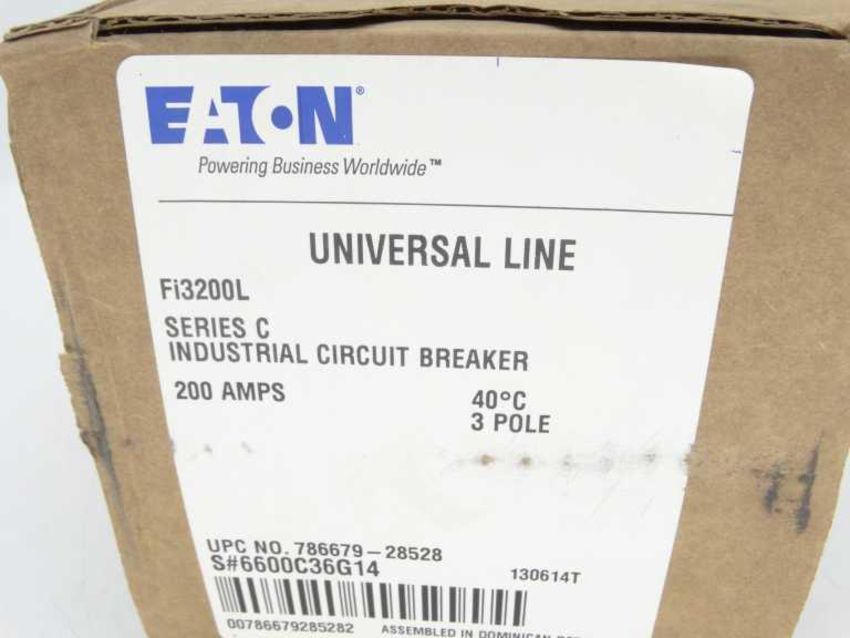 EATON®
Powering Business Worldwide™
UNIVERSAL LINE
Fi3200L
SERIES C
INDUSTRIAL CIRCUIT BREAKER
200 AMPS 40°C
3 POLE
UPC NO. 786679-28528
S#6600C36G14 130614T
00786679285282 ASSEMBLED IN DOMINICAN